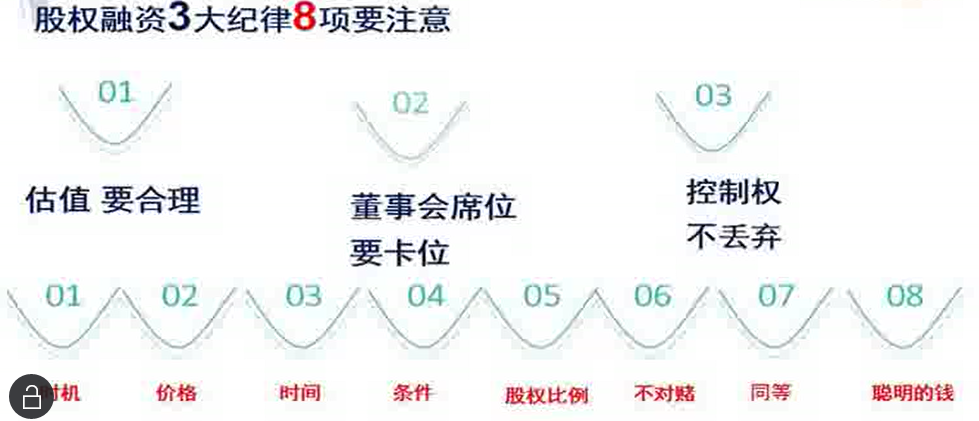 股权融资3大纪律8项要注意
01
02
03
估值 要合理
董事会席位
要卡位
控制权
不丢弃
01
02
03
04
05
06
07
08
时机
价格
时间
条件
股权比例
不对赌
同等
聪明的钱